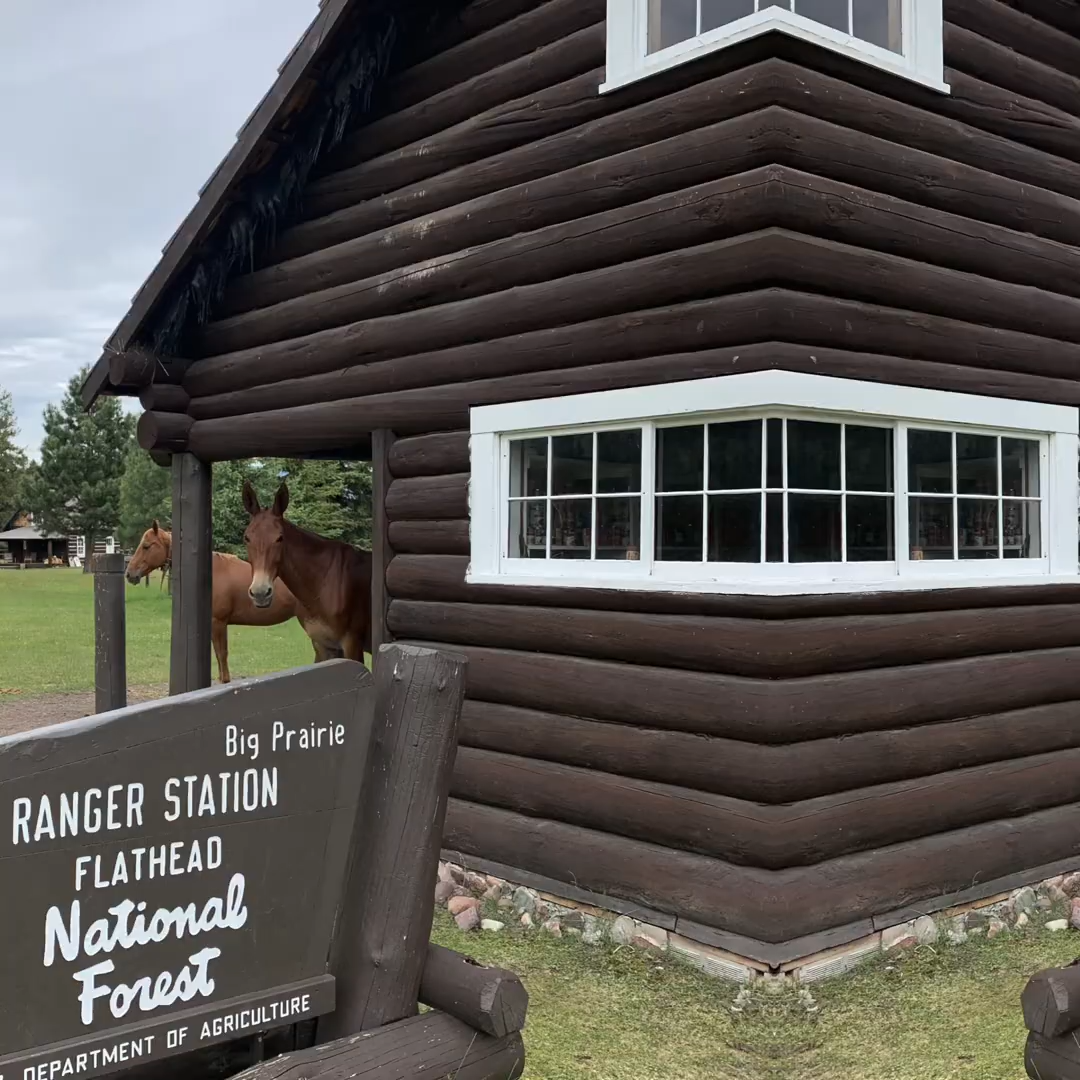 Big Prairie
RANGER STATION
FLATHEAD
National
Forest
DEPARTMENT OF AGRICULTURE